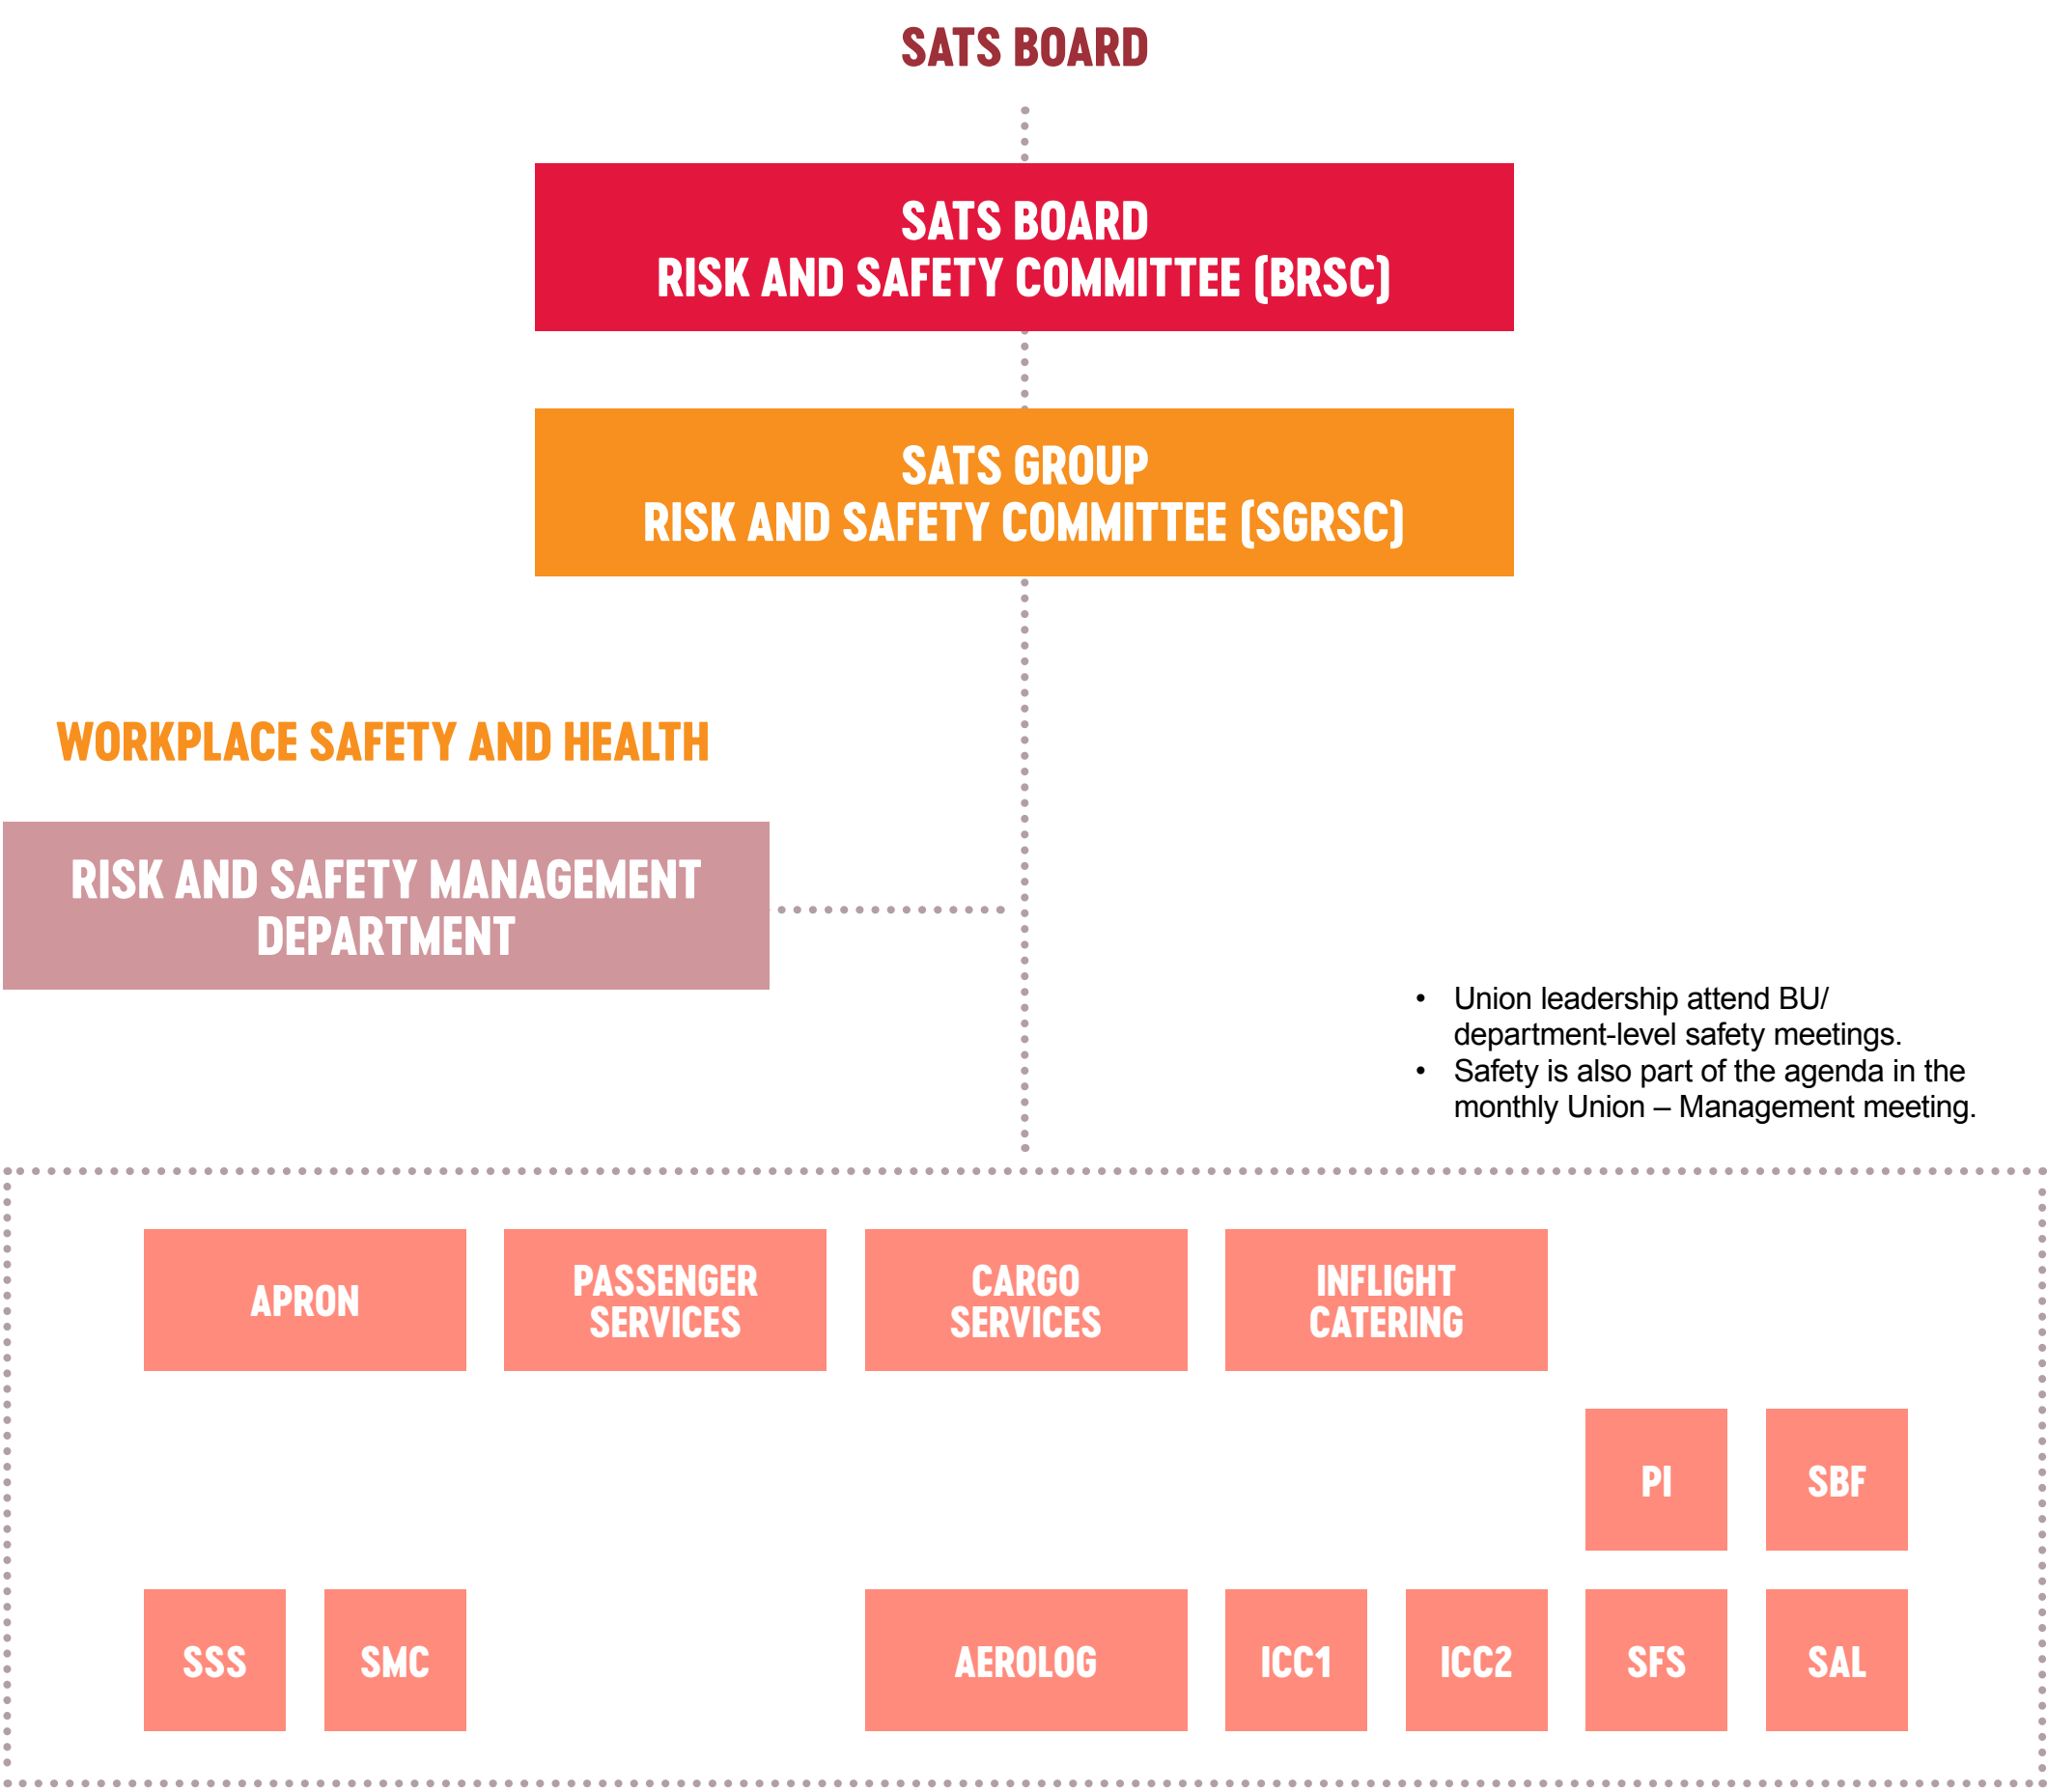 SATS BOARD
SATS BOARD
RISK AND SAFETY COMMITTEE (BRSC)
SATS GROUP
RISK AND SAFETY COMMITTEE (SGRSC)
WORKPLACE SAFETY AND HEALTH
RISK AND SAFETY MANAGEMENT
DEPARTMENT
• Union leadership attend BU/
department-level safety meetings.
• Safety is also part of the agenda in the
monthly Union – Management meeting.
APRON
PASSENGER
SERVICES
CARGO
SERVICES
INFLIGHT
CATERING
PI
SBF
SSS
SMC
AEROLOG
ICC1
ICC2
SFS
SAL